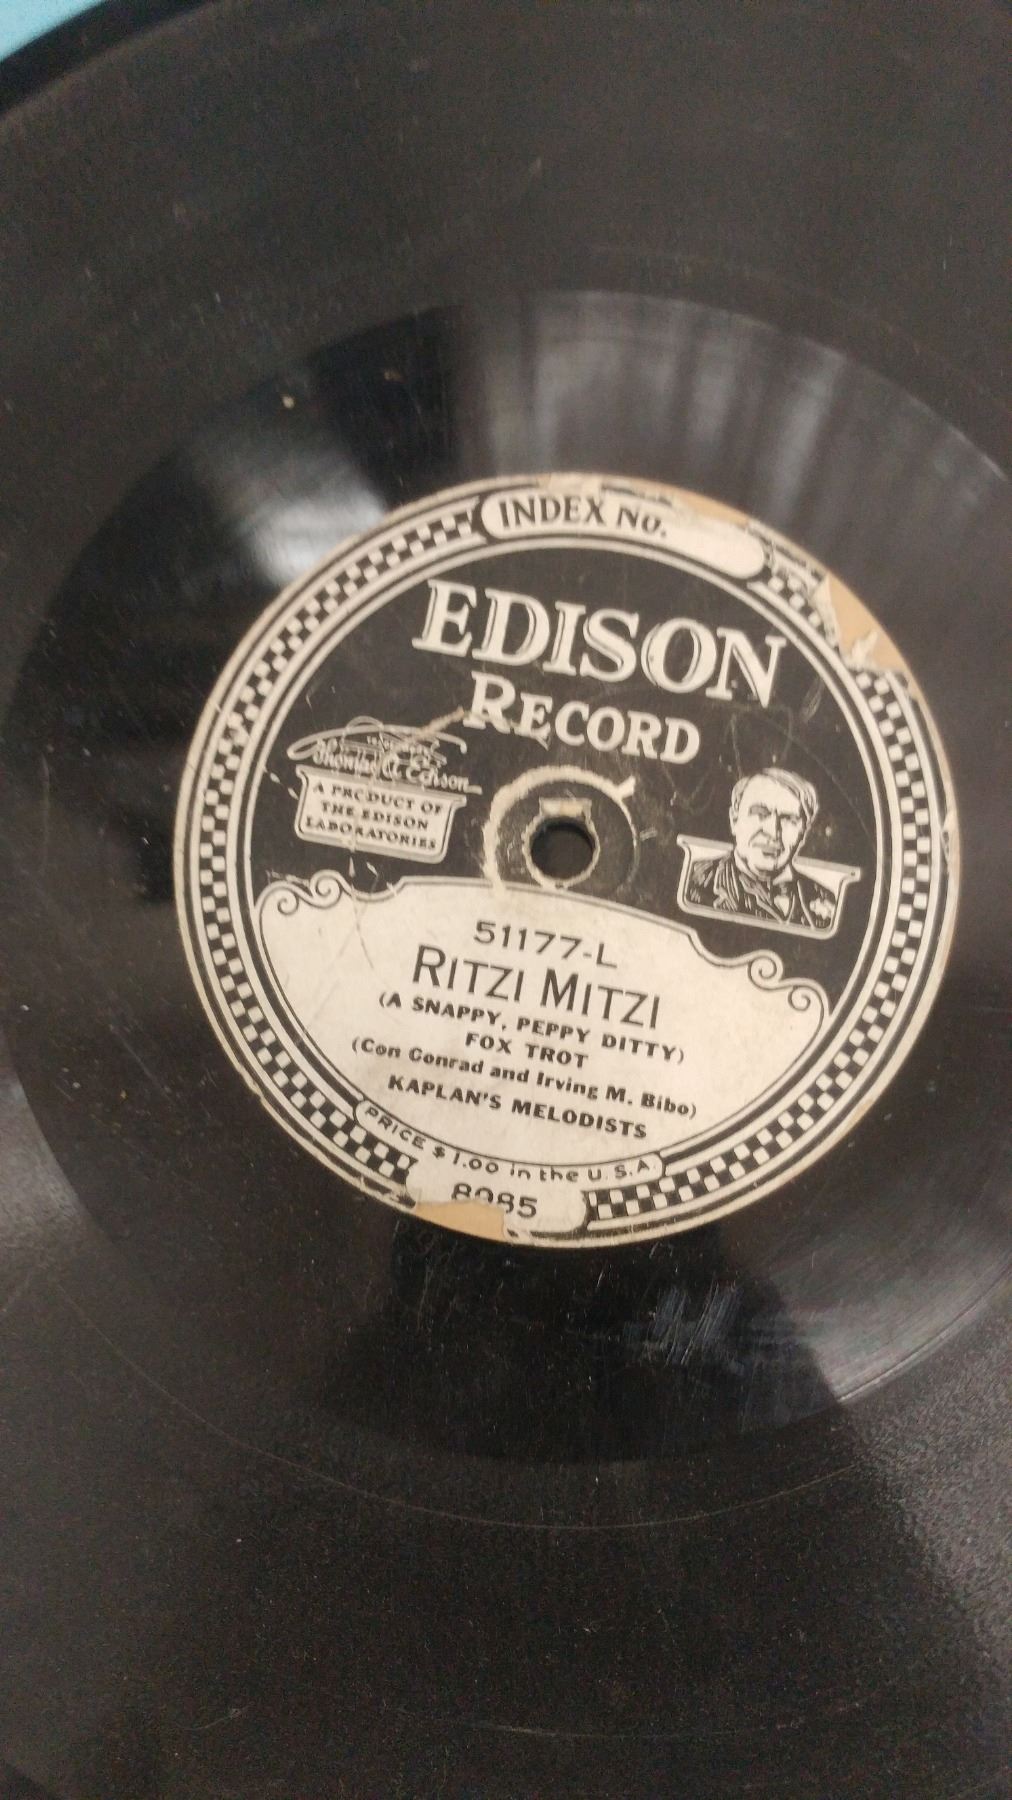 INDEX No.
EDISON
RECORD
Thomas A Edison
A PRODUCT OF
THE EDISON
LABORATORIES
51177-L
RITZI MITZI
(A SNAPPY, PEPPY DITTY)
FOX TROT
(Con Conrad and Irving M. Bibo)
KAPLAN'S MELODISTS
PRICE $1.00 in the U.S.A.
8985